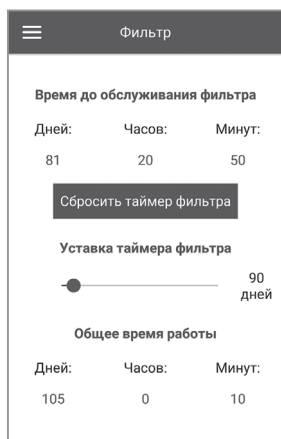 Фильтр
Время до обслуживания фильтра
Дней: Часов: Минут:
81 20 50
Сбросить таймер фильтра
Уставка таймера фильтра
90
дней
Общее время работы
Дней: Часов: Минут:
105 0 10